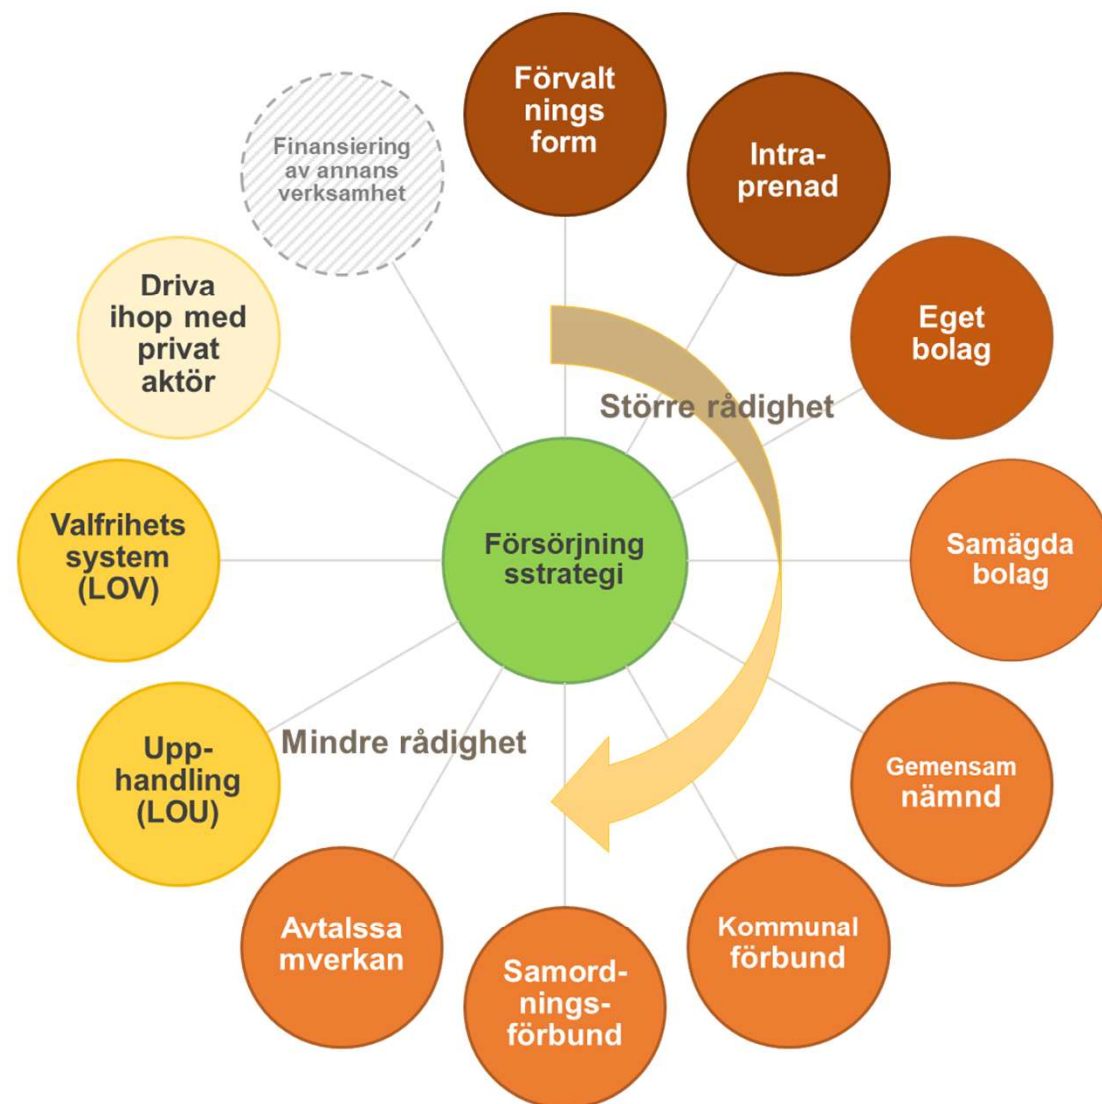 Förvalt
nings
form
Intra-
prenad
Eget
bolag
Samägda
bolag
Gemensam
nämnd
Kommunal
förbund
Samord-
nings-
förbund
Avtalssa
mverkan
Upp-
handling
(LOU)
Valfrihets
system
(LOV)
Driva
ihop med
privat
aktör
Finansiering
av annans
verksamhet
Större rådighet
Försörjning
sstrategi
Mindre rådighet